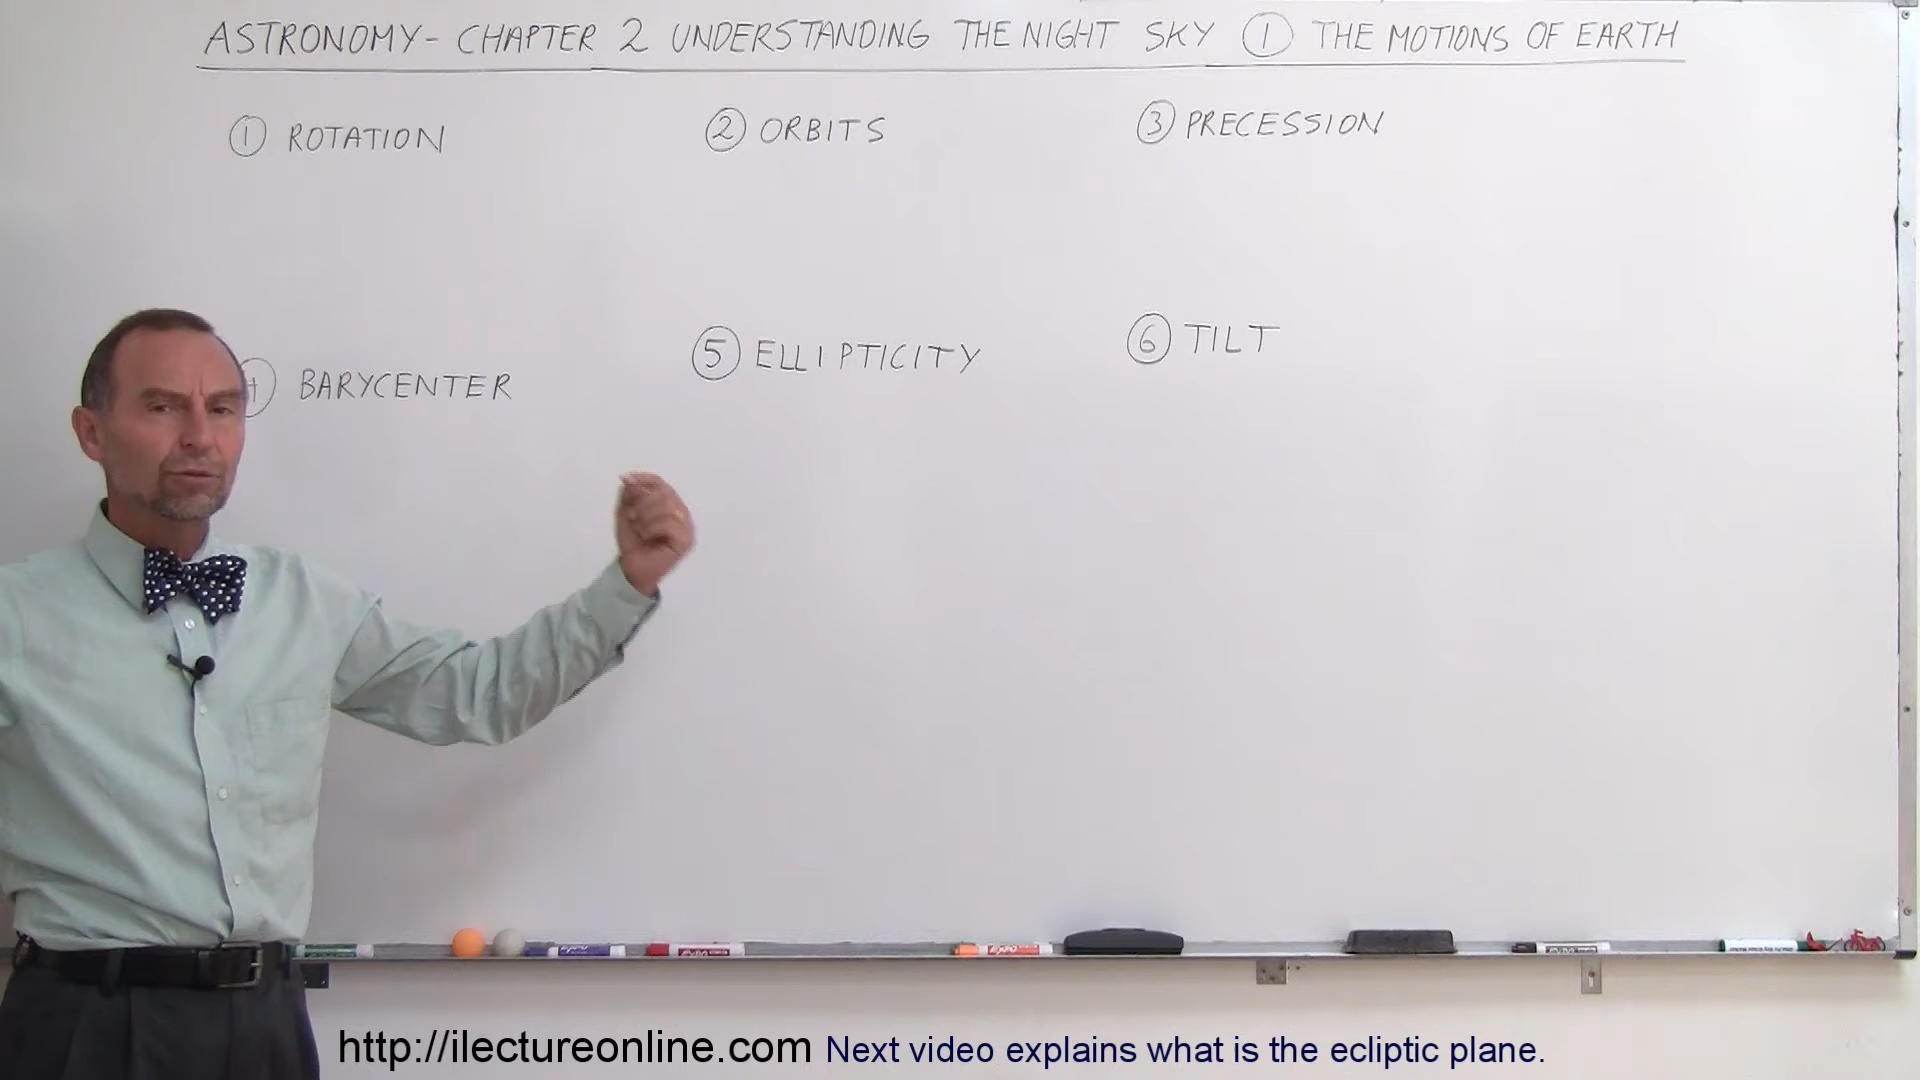 ASTRONOMY- CHAPTER 2 UNDERSTANDING THE NIGHT SKY ① THE MOTIONS OF EARTH
① ROTATION
② ORBITS
③ PRECESSION
④ BARYCENTER
⑤ ELLIPTICITY
⑥ TILT
http://ilectureonline.com Next video explains what is the ecliptic plane.